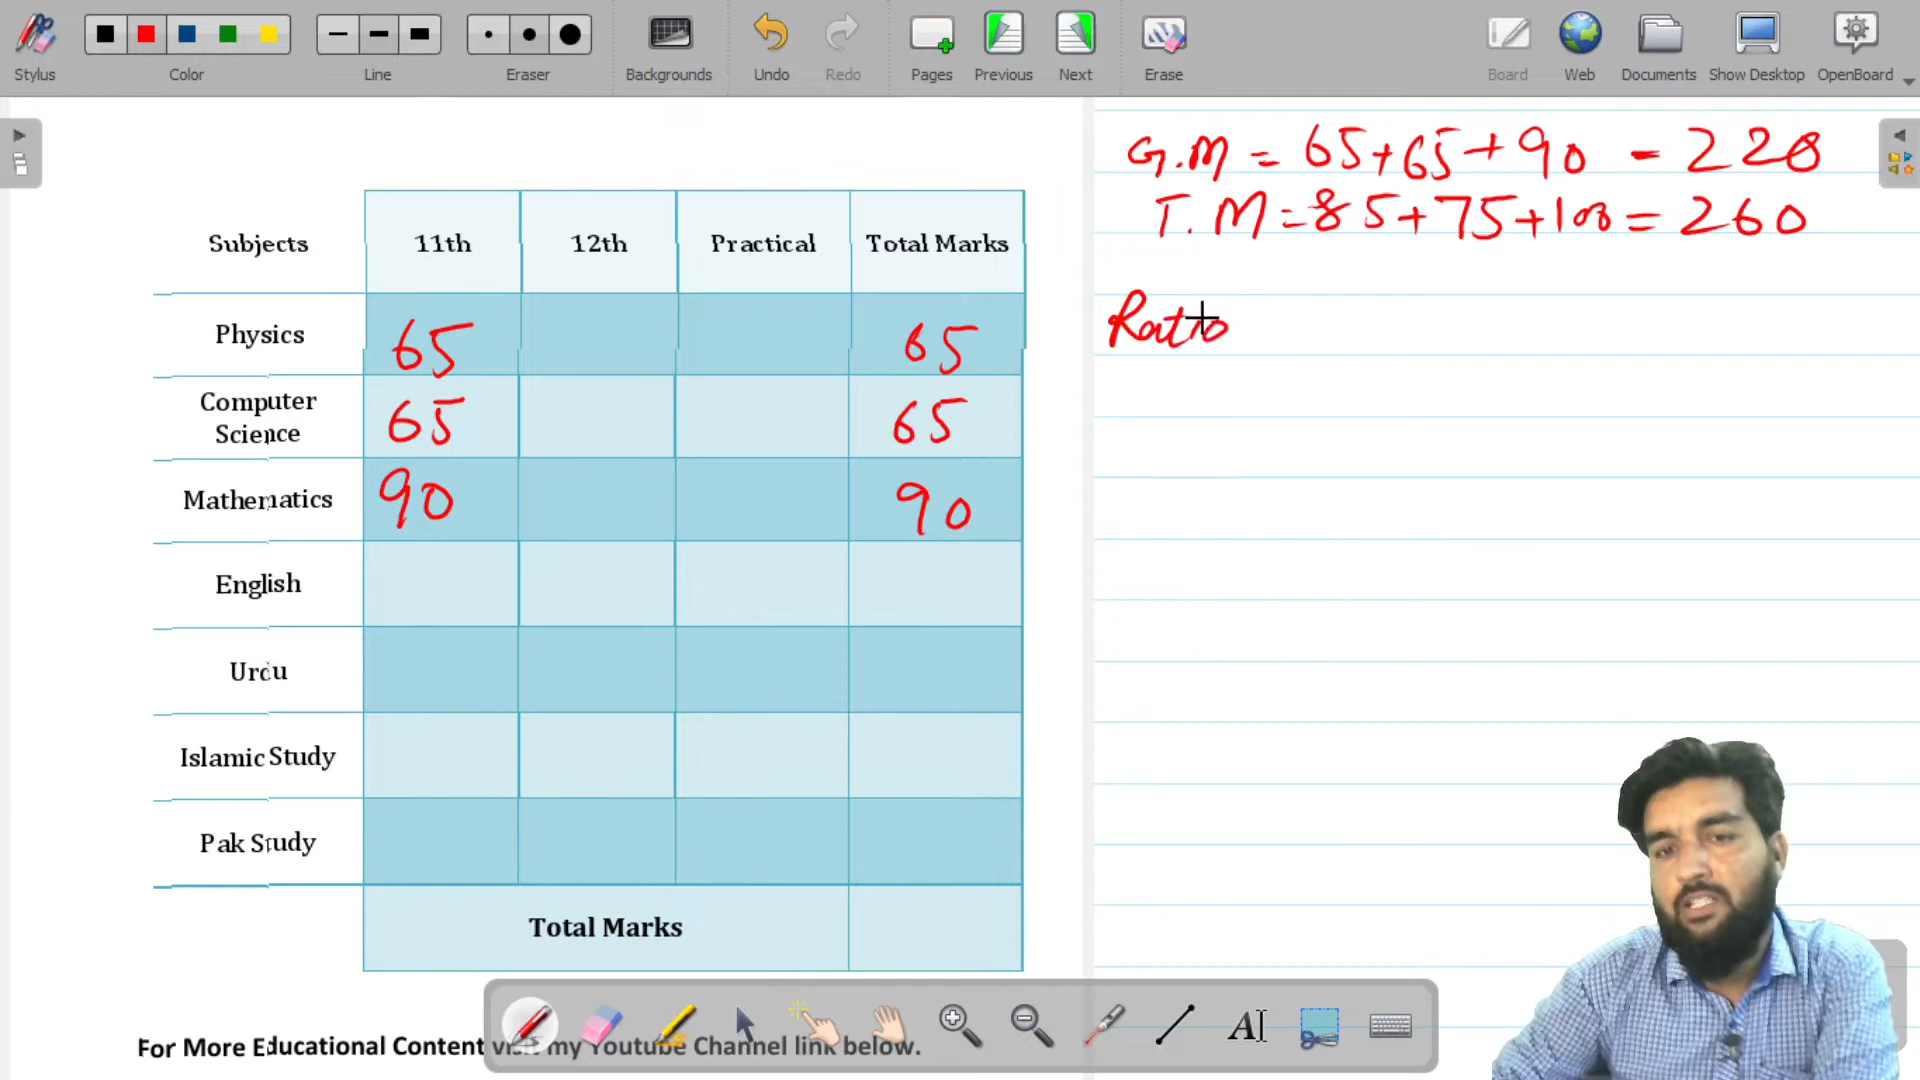 Stylus Color Line Eraser Backgrounds Undo Redo Pages Previous Next Erase Board Web Documents Show Desktop OpenBoard
G.M = 65+65+90 - 220
T.M = 85+75+100 = 260
Ratio
Subjects 11th 12th Practical Total Marks
Physics 65 65
Computer Science 65 65
Mathematics 90 90
English
Urdu
Islamic Study
Pak Study
Total Marks
For More Educational Content visit my Youtube Channel link below.